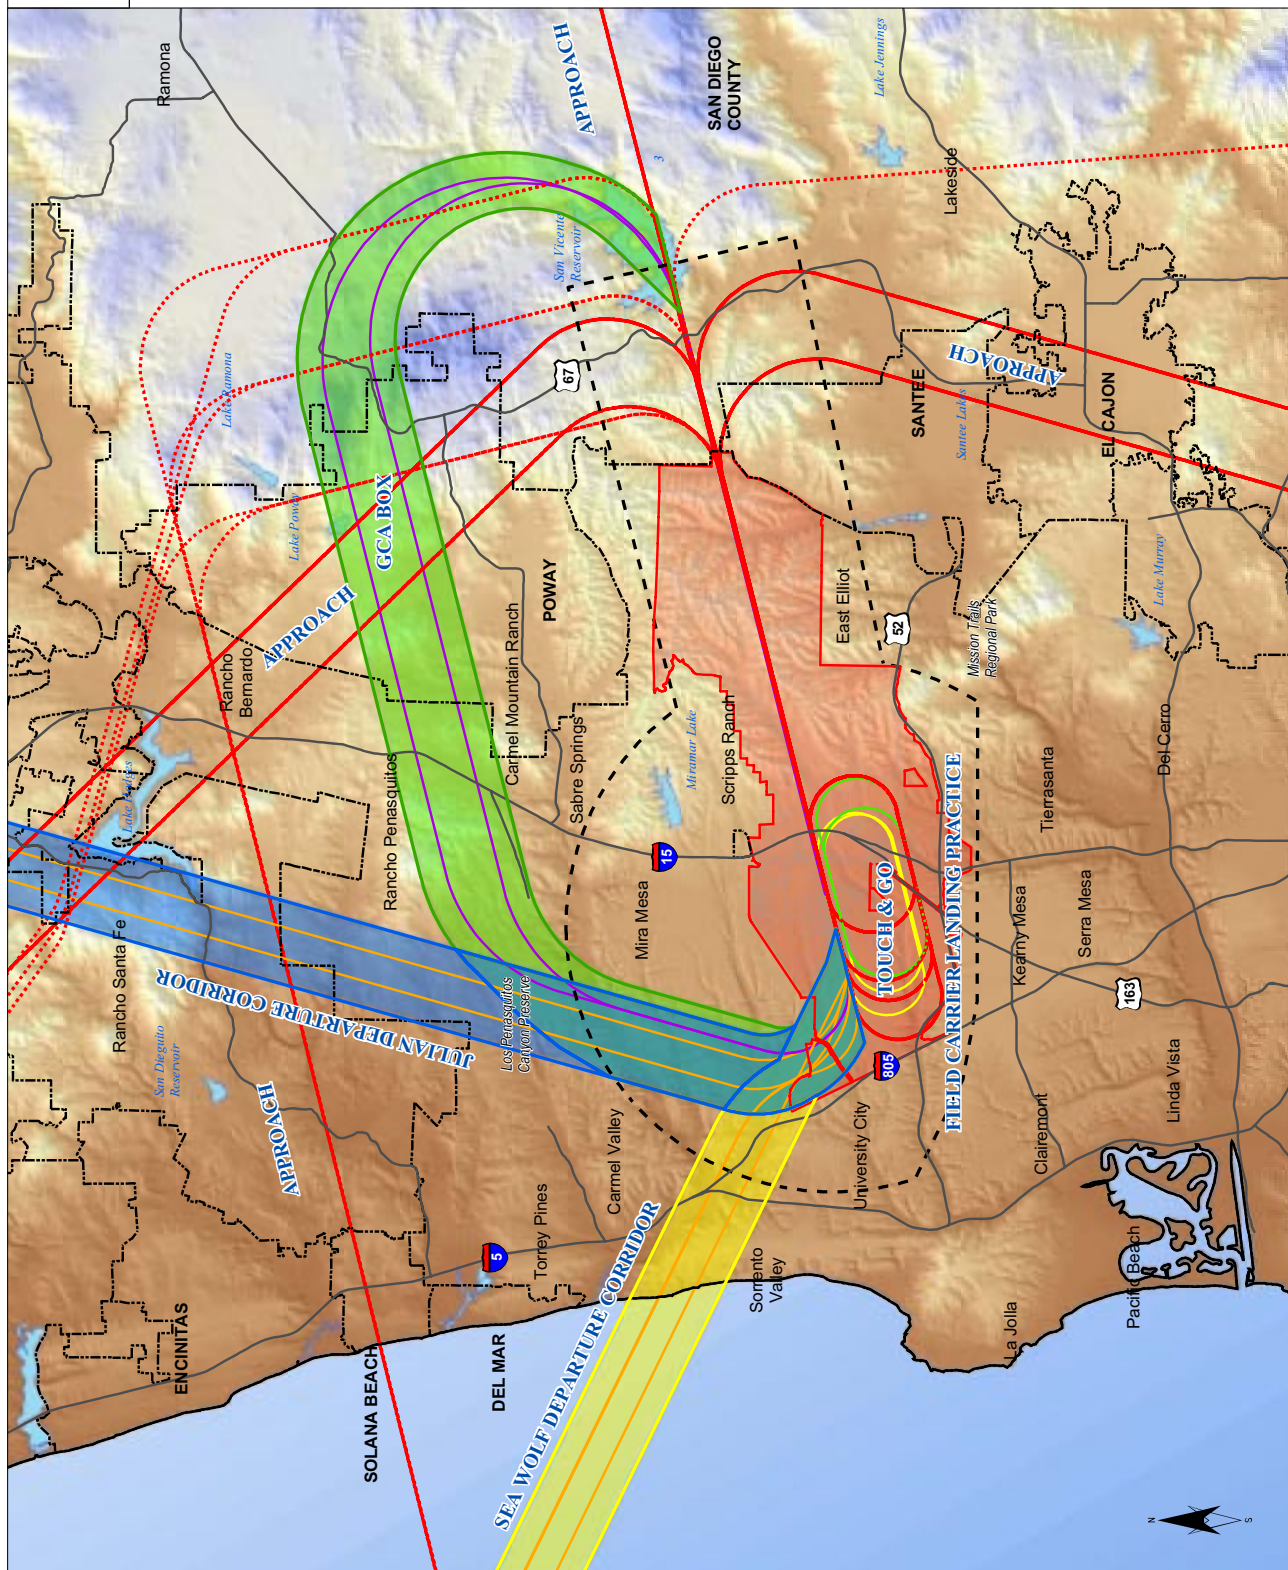 Ramona
APPROACH
SAN DIEGO
COUNTY
Lake Jennings
3
Lakeside
San Vicente
Reservoir
Lake Ramona
67
APPROACH
SANTEE
Santee Lakes
EL CAJON
Lake Poway
GCA BOX
APPROACH
POWAY
Carmel Mountain Ranch
East Elliot
52
Mission Trails
Regional Park
Lake Murray
Rancho
Bernardo
Sabre Springs
Miramar Lake
Scripps Ranch
Del Cerro
Lake Hodges
Rancho Penasquitos
15
Tierrasanta
Mira Mesa
TOUCH & GO
FIELD CARRIER LANDING PRACTICE
Kearny Mesa
Serra Mesa
163
Rancho Santa Fe
JULIAN DEPARTURE CORRIDOR
Los Penasquitos
Canyon Preserve
San Dieguito
Reservoir
805
APPROACH
Carmel Valley
University City
Clairemont
Linda Vista
Torrey Pines
5
SEA WOLF DEPARTURE CORRIDOR
Sorrento
Valley
Pacific Beach
La Jolla
ENCINITAS
SOLANA BEACH
DEL MAR
N
S